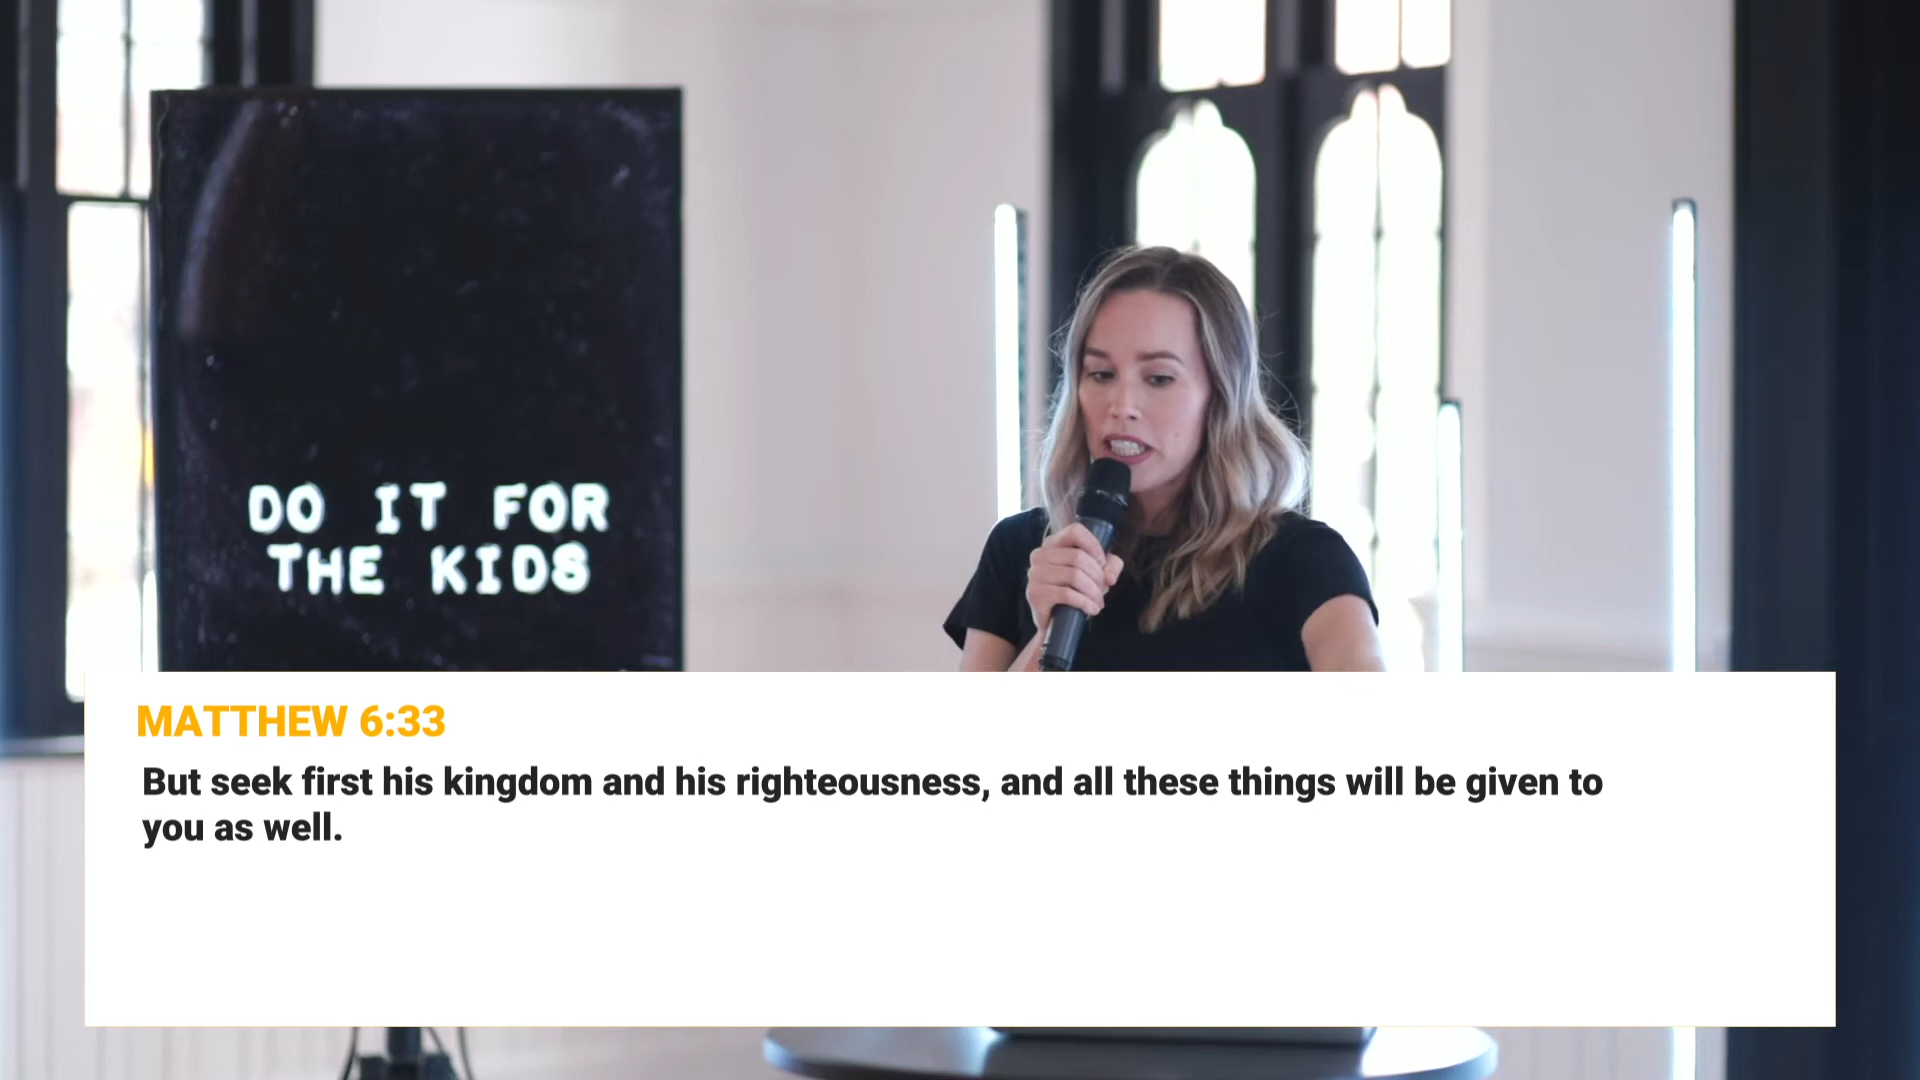 DO IT FOR
THE KIDS
MATTHEW 6:33
But seek first his kingdom and his righteousness, and all these things will be given to
you as well.